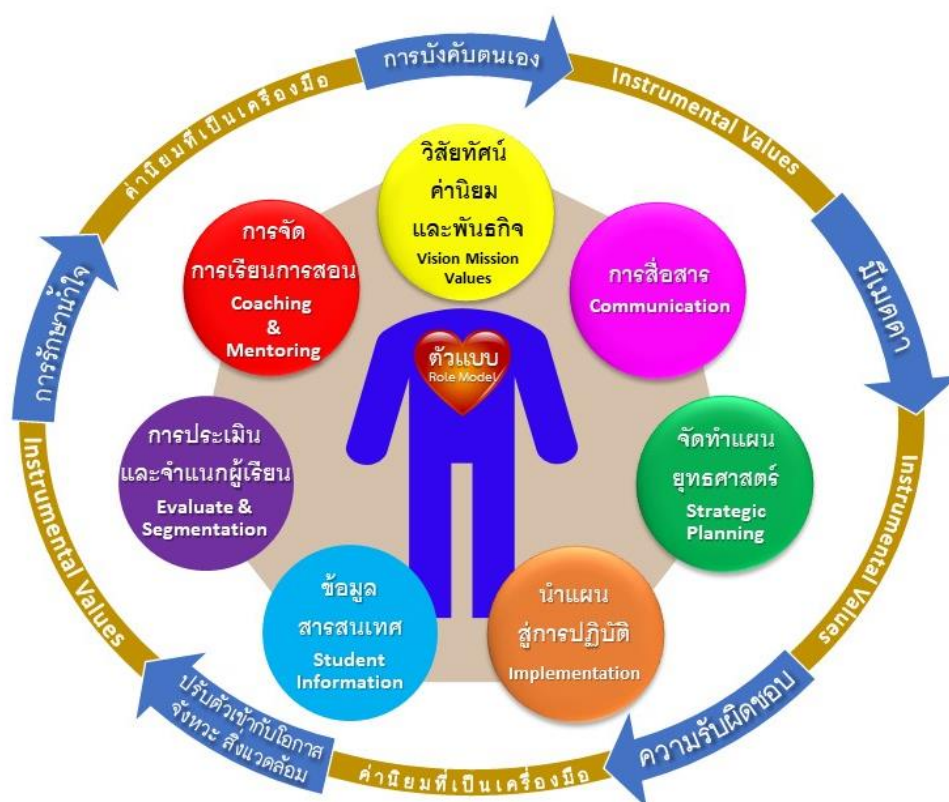 การบังคับตนเอง
Instrumental Values
มีเมตตา
Instrumental Values
ความรับผิดชอบ
ค่านิยมที่เป็นเครื่องมือ
ปรับตัวเข้ากับโอกาส
จังหวะ สิ่งแวดล้อม
Instrumental Values
การรักษาน้ำใจ
ค่านิยมที่เป็นเครื่องมือ
วิสัยทัศน์
ค่านิยม
และพันธกิจ
Vision Mission
Values
การสื่อสาร
Communication
จัดทำแผน
ยุทธศาสตร์
Strategic
Planning
นำแผน
สู่การปฏิบัติ
Implementation
ข้อมูล
สารสนเทศ
Student
Information
การประเมิน
และจำแนกผู้เรียน
Evaluate &
Segmentation
การจัด
การเรียนการสอน
Coaching
&
Mentoring
ตัวแบบ
Role Model